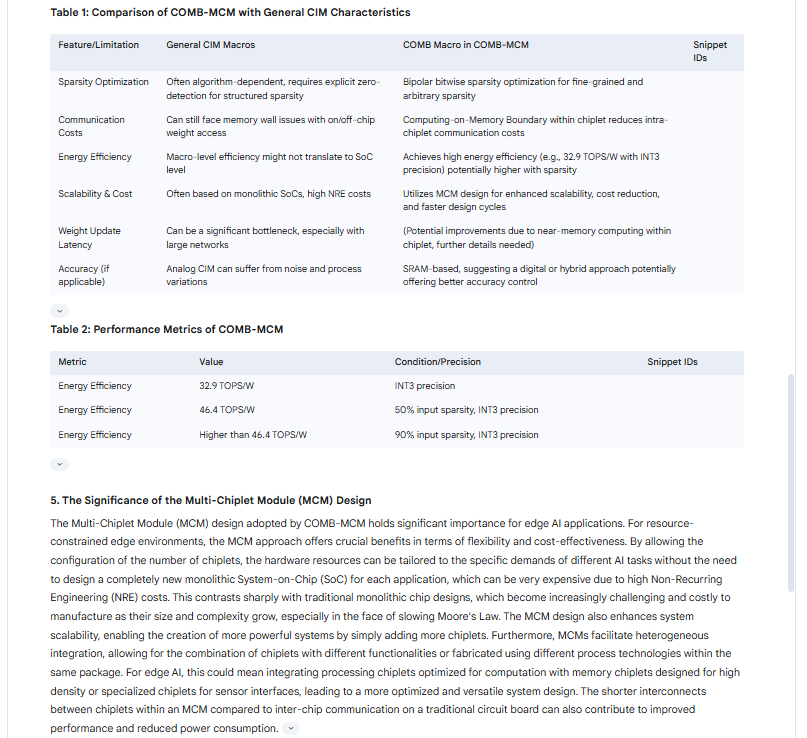 Table 1: Comparison of COMB-MCM with General CIM Characteristics
Feature/Limitation General CIM Macros COMB Macro in COMB-MCM Snippet
IDs
Sparsity Optimization Often algorithm-dependent, requires explicit zero- Bipolar bitwise sparsity optimization for fine-grained and
detection for structured sparsity arbitrary sparsity
Communication Can still face memory wall issues with on/off-chip Computing-on-Memory Boundary within chiplet reduces intra-
Costs weight access chiplet communication costs
Energy Efficiency Macro-level efficiency might not translate to SoC Achieves high energy efficiency (e.g., 32.9 TOPS/W with INT3
level precision) potentially higher with sparsity
Scalability & Cost Often based on monolithic SoCs, high NRE costs Utilizes MCM design for enhanced scalability, cost reduction,
and faster design cycles
Weight Update Can be a significant bottleneck, especially with (Potential improvements due to near-memory computing within
Latency large networks chiplet, further details needed)
Accuracy (if Analog CIM can suffer from noise and process SRAM-based, suggesting a digital or hybrid approach potentially
applicable) variations offering better accuracy control
Table 2: Performance Metrics of COMB-MCM
Metric Value Condition/Precision Snippet IDs
Energy Efficiency 32.9 TOPS/W INT3 precision
Energy Efficiency 46.4 TOPS/W 50% input sparsity, INT3 precision
Energy Efficiency Higher than 46.4 TOPS/W 90% input sparsity, INT3 precision
5. The Significance of the Multi-Chiplet Module (MCM) Design
The Multi-Chiplet Module (MCM) design adopted by COMB-MCM holds significant importance for edge AI applications. For resource-
constrained edge environments, the MCM approach offers crucial benefits in terms of flexibility and cost-effectiveness. By allowing the
configuration of the number of chiplets, the hardware resources can be tailored to the specific demands of different AI tasks without the need
to design a completely new monolithic System-on-Chip (SoC) for each application, which can be very expensive due to high Non-Recurring
Engineering (NRE) costs. This contrasts sharply with traditional monolithic chip designs, which become increasingly challenging and costly to
manufacture as their size and complexity grow, especially in the face of slowing Moore's Law. The MCM design also enhances system
scalability, enabling the creation of more powerful systems by simply adding more chiplets. Furthermore, MCMs facilitate heterogeneous
integration, allowing for the combination of chiplets with different functionalities or fabricated using different process technologies within the
same package. For edge AI, this could mean integrating processing chiplets optimized for computation with memory chiplets designed for high
density or specialized chiplets for sensor interfaces, leading to a more optimized and versatile system design. The shorter interconnects
between chiplets within an MCM compared to inter-chip communication on a traditional circuit board can also contribute to improved
performance and reduced power consumption.